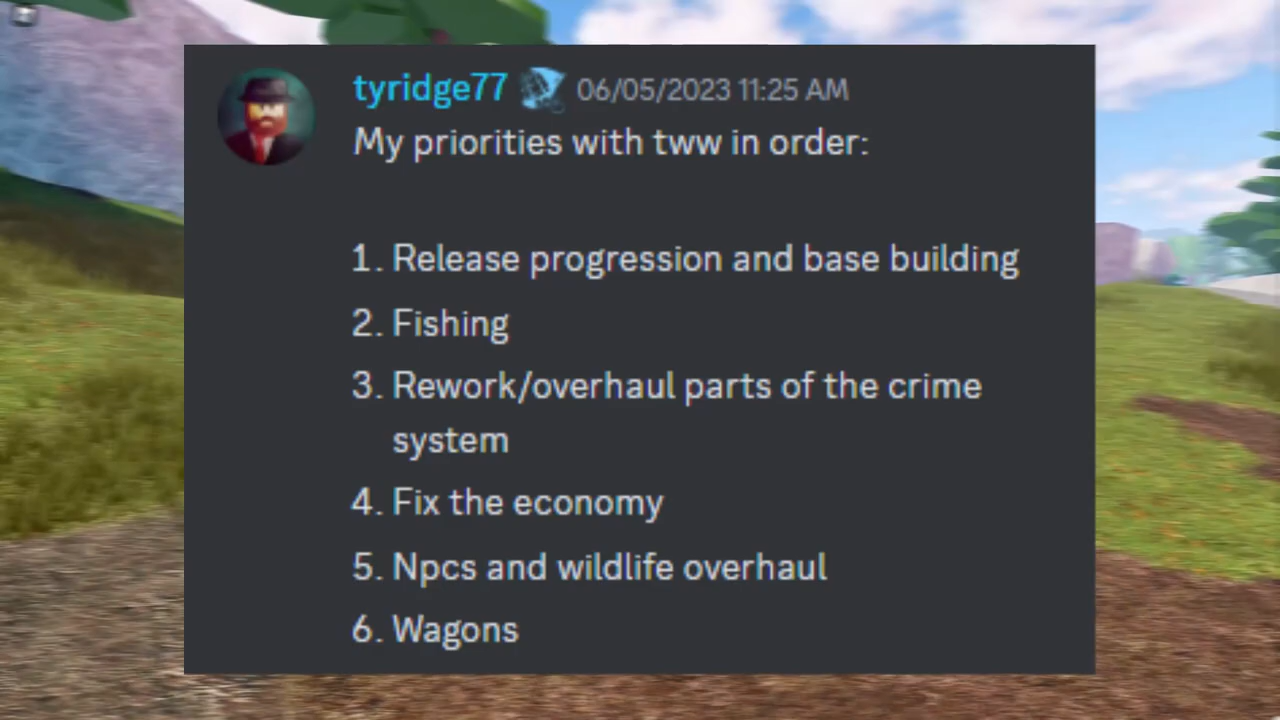 tyridge77 06/05/2023 11:25 AM
My priorities with tww in order:
1. Release progression and base building
2. Fishing
3. Rework/overhaul parts of the crime
system
4. Fix the economy
5. Npcs and wildlife overhaul
6. Wagons